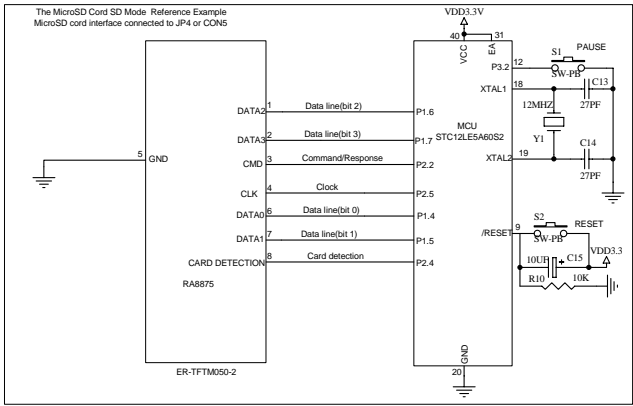 The MicroSD Cord SD Mode Reference Example
MicroSD cord interface connected to JP4 or CON5
VDD3.3V
40
31
VCC
EA
S1
PAUSE
P3.2
12
SW-PB
C13
XTAL1
18
27PF
12MHZ
Y1
MCU
STC12LE5A60S2
XTAL2
19
C14
27PF
DATA2
1
Data line(bit 2)
P1.6
DATA3
2
Data line(bit 3)
P1.7
5
GND
CMD
3
Command/Response
P2.2
CLK
4
Clock
P2.5
DATA0
6
Data line(bit 0)
P1.4
DATA1
7
Data line(bit 1)
P1.5
CARD DETECTION
8
Card detection
P2.4
RA8875
ER-TFTM050-2
/RESET
9
S2
RESET
SW-PB
VDD3.3
10UF
+
C15
R10
10K
GND
20